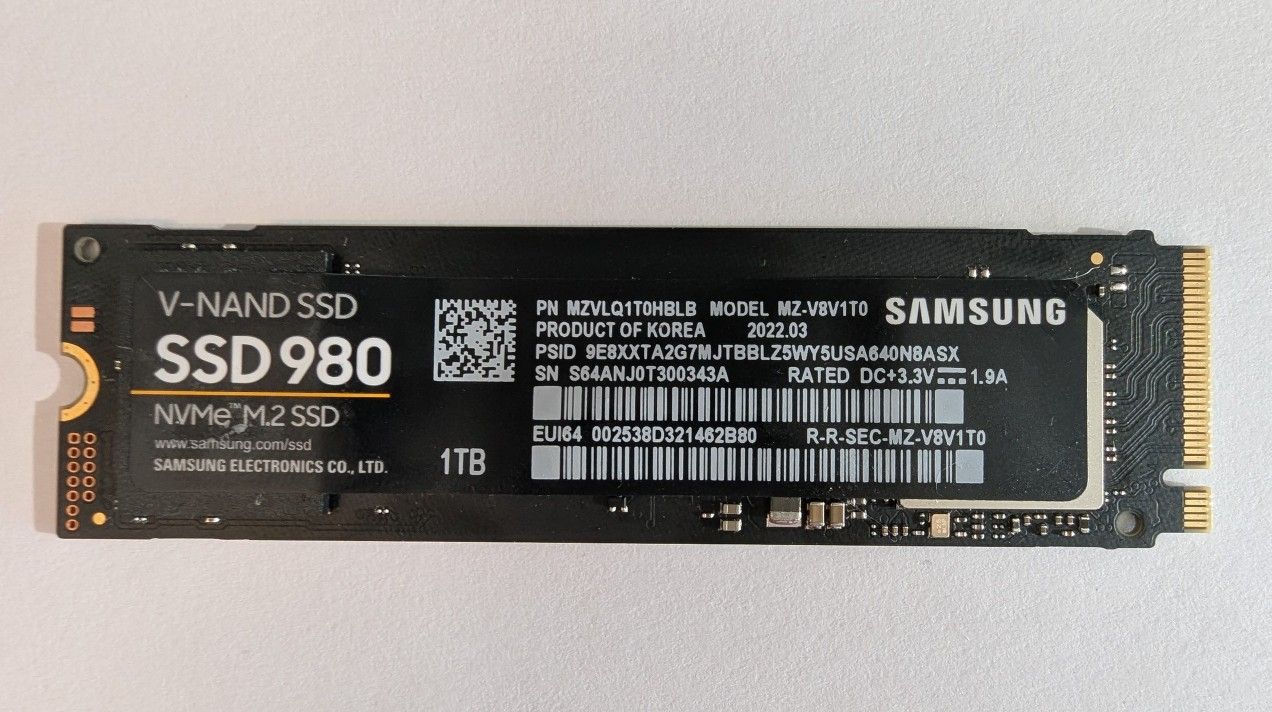 V-NAND SSD
SSD 980
NVMe™ M.2 SSD
www.samsung.com/ssd
SAMSUNG ELECTRONICS CO., LTD.
1TB
PN MZVLQ1T0HBLB MODEL MZ-V8V1T0
SAMSUNG
PRODUCT OF KOREA 2022.03
PSID 9E8XXTA2G7MJTBBLZ5WY5USA640N8ASX
SN S64ANJ0T300343A RATED DC+3.3V⎓1.9A
EUI64 002538D321462B80 R-R-SEC-MZ-V8V1T0